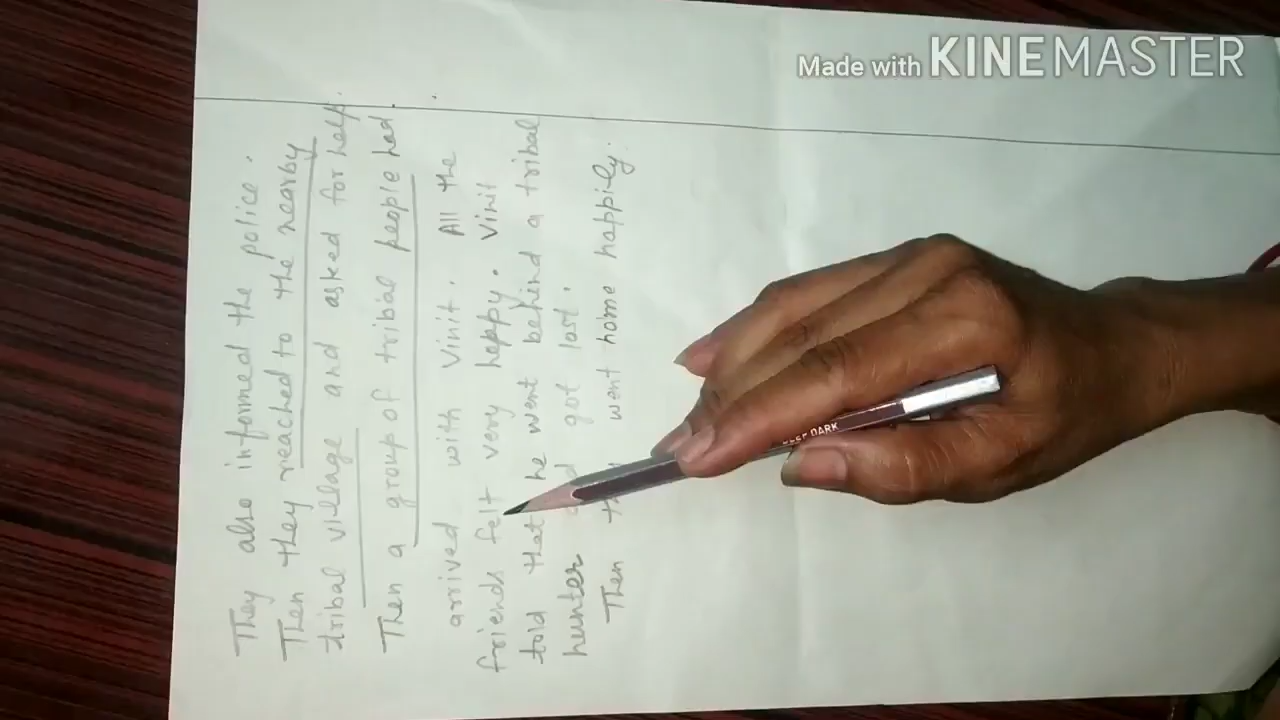 Made with KINEMASTER
They also informed the police.
Then they reached to the nearby
tribal village and asked for help.
Then a group of tribal people had
arrived with Vinit. All the
friends felt very happy. Vinit
told that he went behind a tribal
hunter got lost.
Then went home happily.
DARK